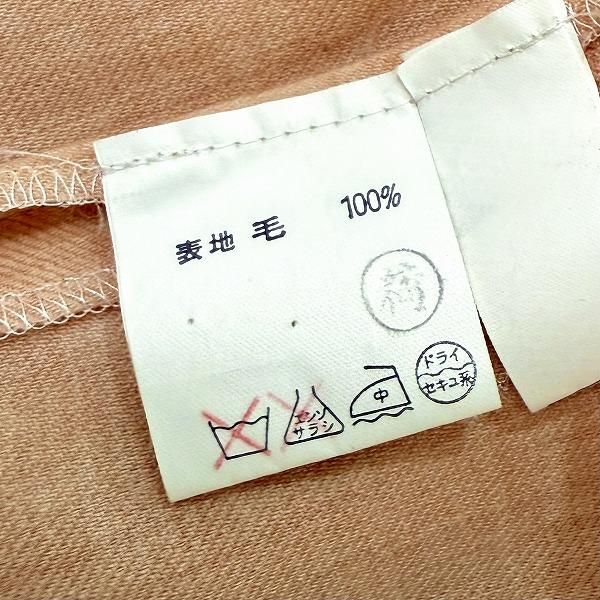 表地 毛 100%
エンソ
サラシ
中
ドライ
セキユ系